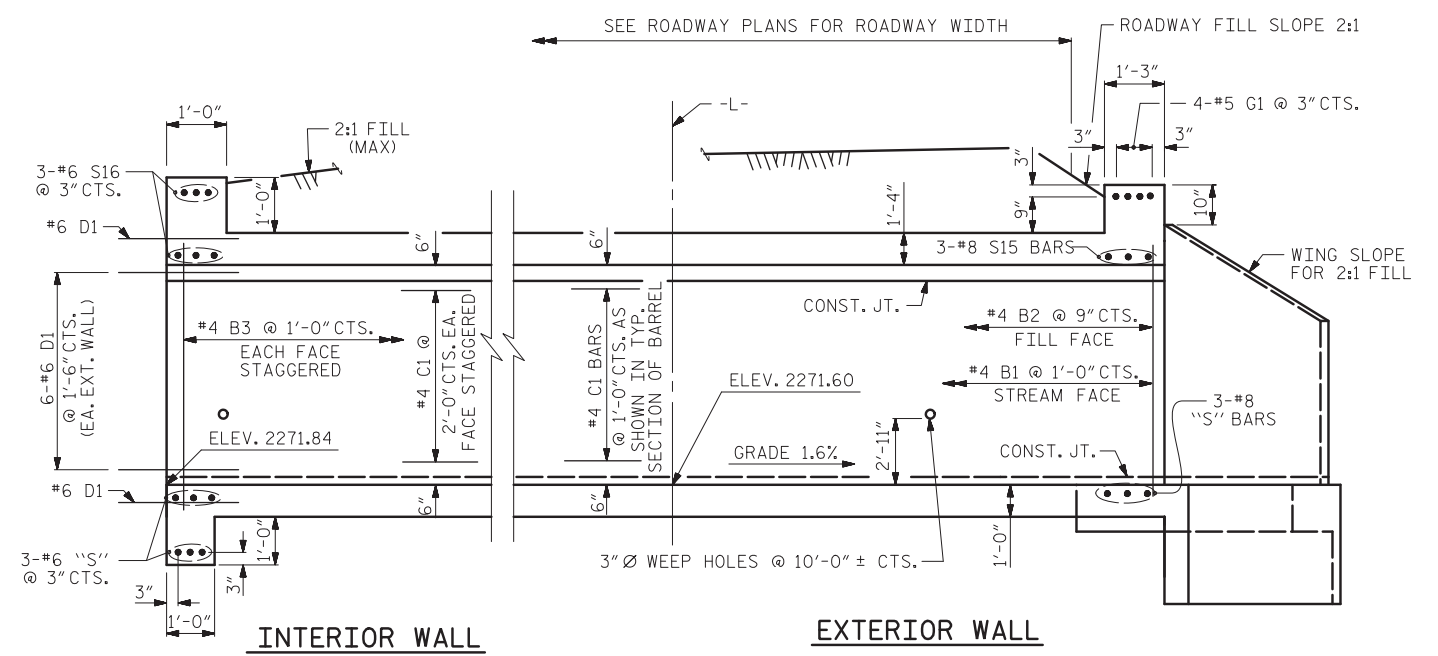 SEE ROADWAY PLANS FOR ROADWAY WIDTH
ROADWAY FILL SLOPE 2:1
1'-3"
1'-0"
-L-
4-#5 G1 @ 3" CTS.
2:1 FILL
(MAX)
3"
3"
3-#6 S16
@ 3" CTS.
3"
1'-0"
1'-4"
9"
10"
#6 D1
6"
6"
3-#8 S15 BARS
WING SLOPE
FOR 2:1 FILL
CONST. JT.
6-#6 D1
@ 1'-6" CTS.
(EA. EXT. WALL)
#4 B3 @ 1'-0" CTS.
EACH FACE
STAGGERED
#4 C1 @
2'-0" CTS. EA.
FACE STAGGERED
#4 C1 BARS
@ 1'-0" CTS. AS
SHOWN IN TYP.
SECTION OF BARREL
#4 B2 @ 9" CTS.
FILL FACE
#4 B1 @ 1'-0" CTS.
STREAM FACE
ELEV. 2271.60
3-#8
"S" BARS
ELEV. 2271.84
2'-11"
GRADE 1.6%
CONST. JT.
#6 D1
6"
6"
1'-0"
1'-0"
3-#6 "S"
@ 3" CTS.
3"
3" Ø WEEP HOLES @ 10'-0" ± CTS.
3"
1'-0"
INTERIOR WALL
EXTERIOR WALL